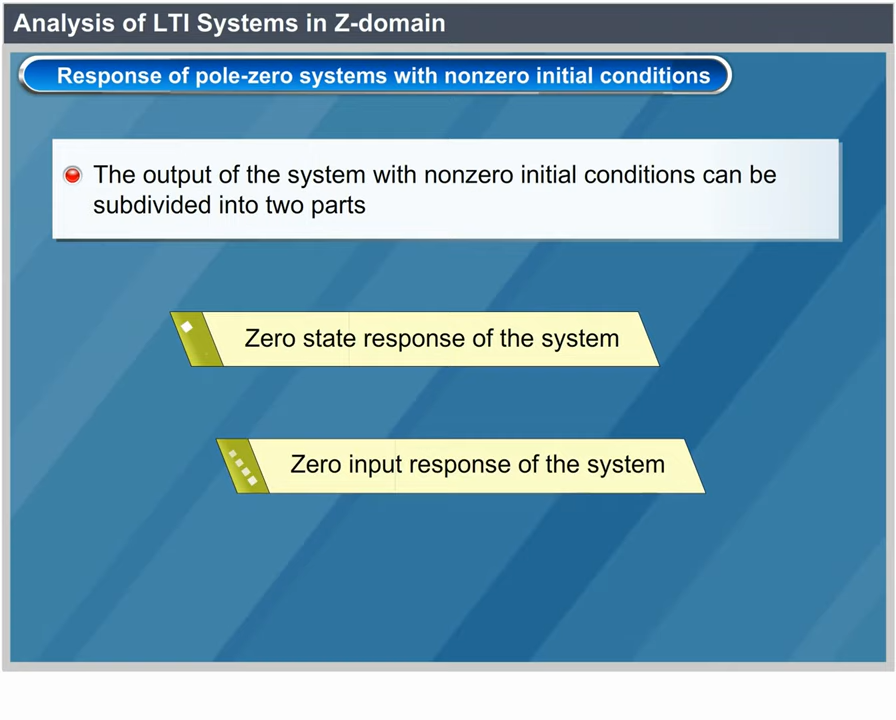 Analysis of LTI Systems in Z-domain
Response of pole-zero systems with nonzero initial conditions
The output of the system with nonzero initial conditions can be
subdivided into two parts
Zero state response of the system
Zero input response of the system